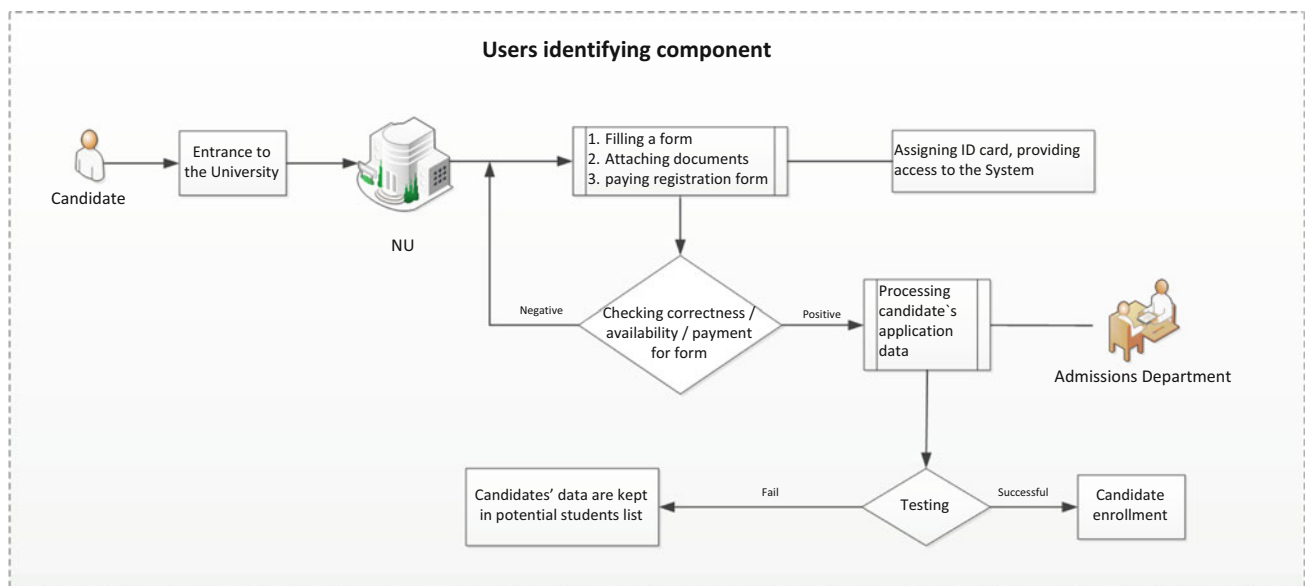 Users identifying component
Candidate
Entrance to
the University
NU
1. Filling a form
2. Attaching documents
3. paying registration form
Assigning ID card, providing
access to the System
Negative
Checking correctness /
availability / payment
for form
Positive
Processing
candidate`s
application
data
Admissions Department
Candidates’ data are kept
in potential students list
Fail
Testing
Successful
Candidate
enrollment